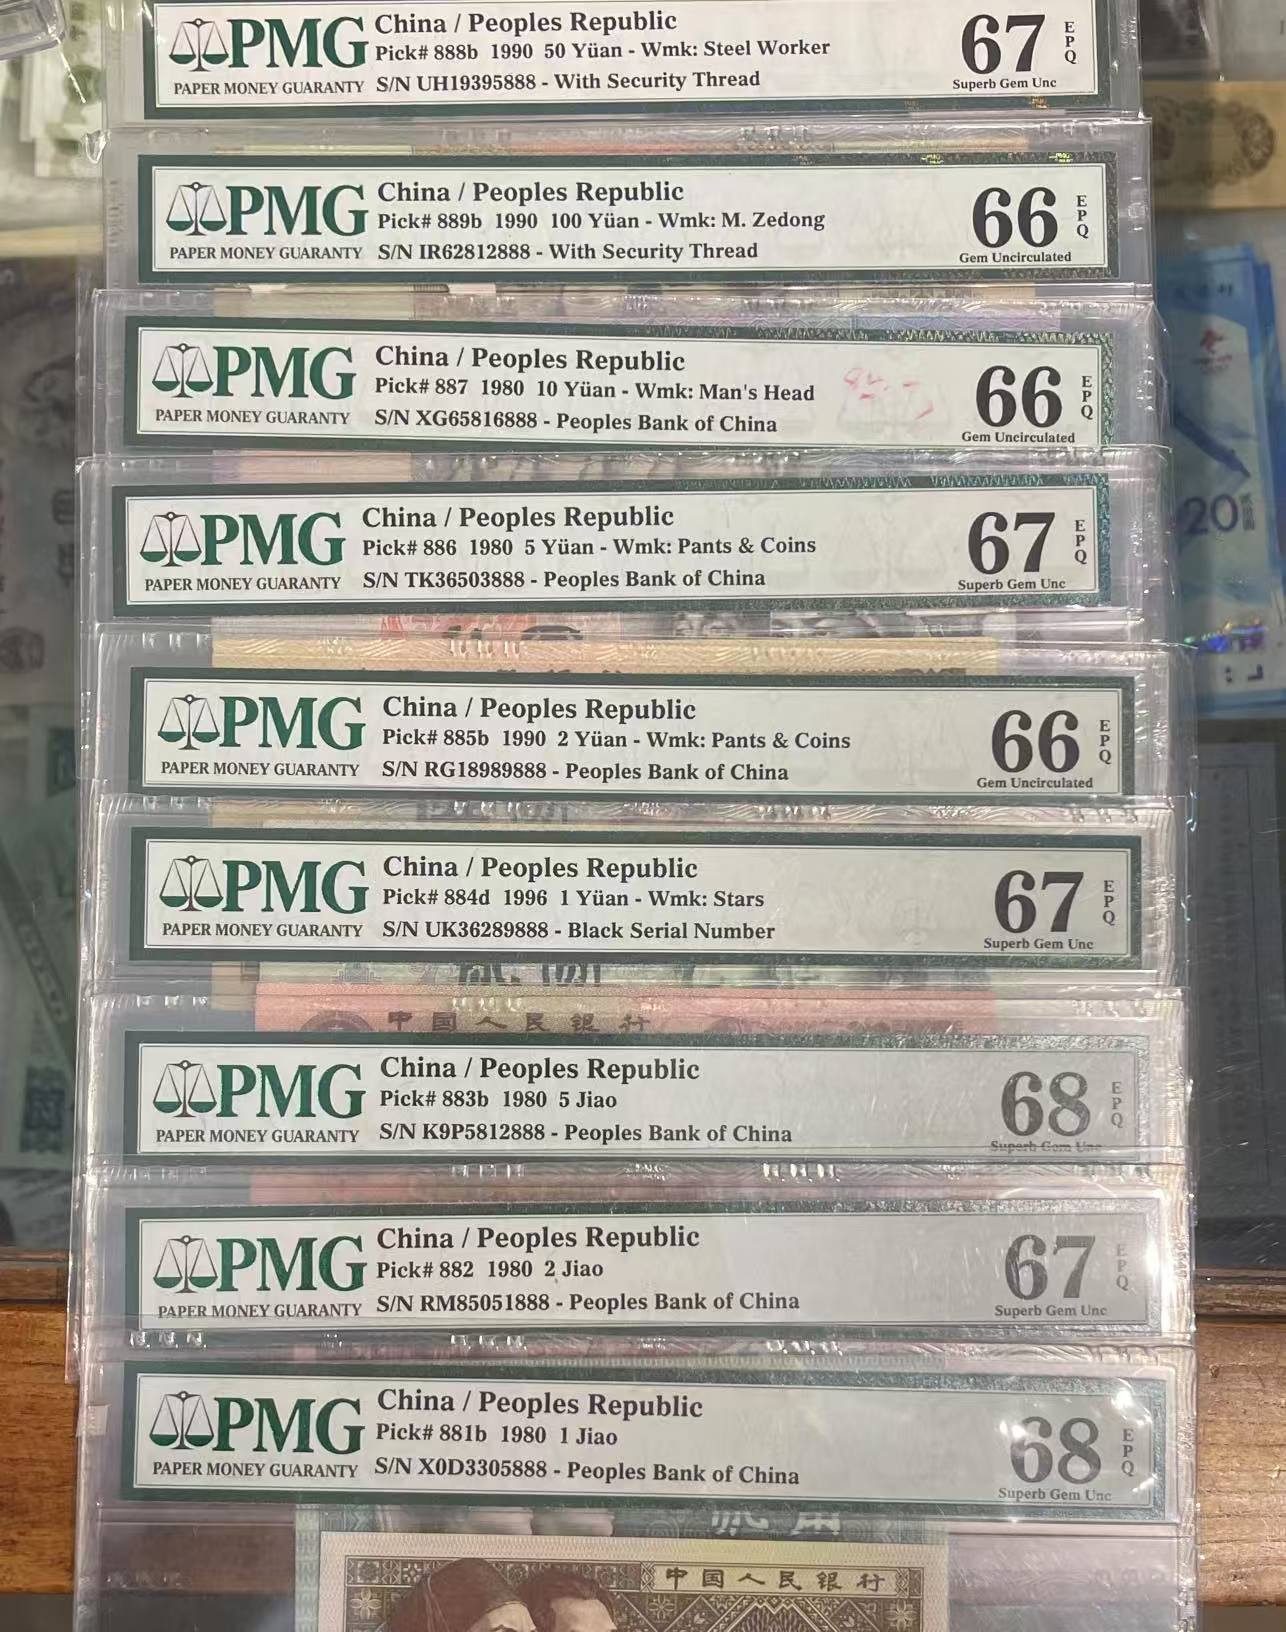 PMG
PAPER MONEY GUARANTY
China / Peoples Republic
Pick# 888b 1990 50 Yüan - Wmk: Steel Worker
S/N UH19395888 - With Security Thread
67
EPQ
Superb Gem Unc
PMG
PAPER MONEY GUARANTY
China / Peoples Republic
Pick# 889b 1990 100 Yüan - Wmk: M. Zedong
S/N IR62812888 - With Security Thread
66
EPQ
Gem Uncirculated
PMG
PAPER MONEY GUARANTY
China / Peoples Republic
Pick# 887 1980 10 Yüan - Wmk: Man's Head
S/N XG65816888 - Peoples Bank of China
66
EPQ
Gem Uncirculated
PMG
PAPER MONEY GUARANTY
China / Peoples Republic
Pick# 886 1980 5 Yüan - Wmk: Pants & Coins
S/N TK36503888 - Peoples Bank of China
67
EPQ
Superb Gem Unc
20
PMG
PAPER MONEY GUARANTY
China / Peoples Republic
Pick# 885b 1990 2 Yüan - Wmk: Pants & Coins
S/N RG18989888 - Peoples Bank of China
66
EPQ
Gem Uncirculated
PMG
PAPER MONEY GUARANTY
China / Peoples Republic
Pick# 884d 1996 1 Yüan - Wmk: Stars
S/N UK36289888 - Black Serial Number
67
EPQ
Superb Gem Unc
中国人民银行
PMG
PAPER MONEY GUARANTY
China / Peoples Republic
Pick# 883b 1980 5 Jiao
S/N K9P5812888 - Peoples Bank of China
68
EPQ
Superb Gem Unc
PMG
PAPER MONEY GUARANTY
China / Peoples Republic
Pick# 882 1980 2 Jiao
S/N RM85051888 - Peoples Bank of China
67
EPQ
Superb Gem Unc
PMG
PAPER MONEY GUARANTY
China / Peoples Republic
Pick# 881b 1980 1 Jiao
S/N X0D3305888 - Peoples Bank of China
68
EPQ
Superb Gem Unc
中国人民银行